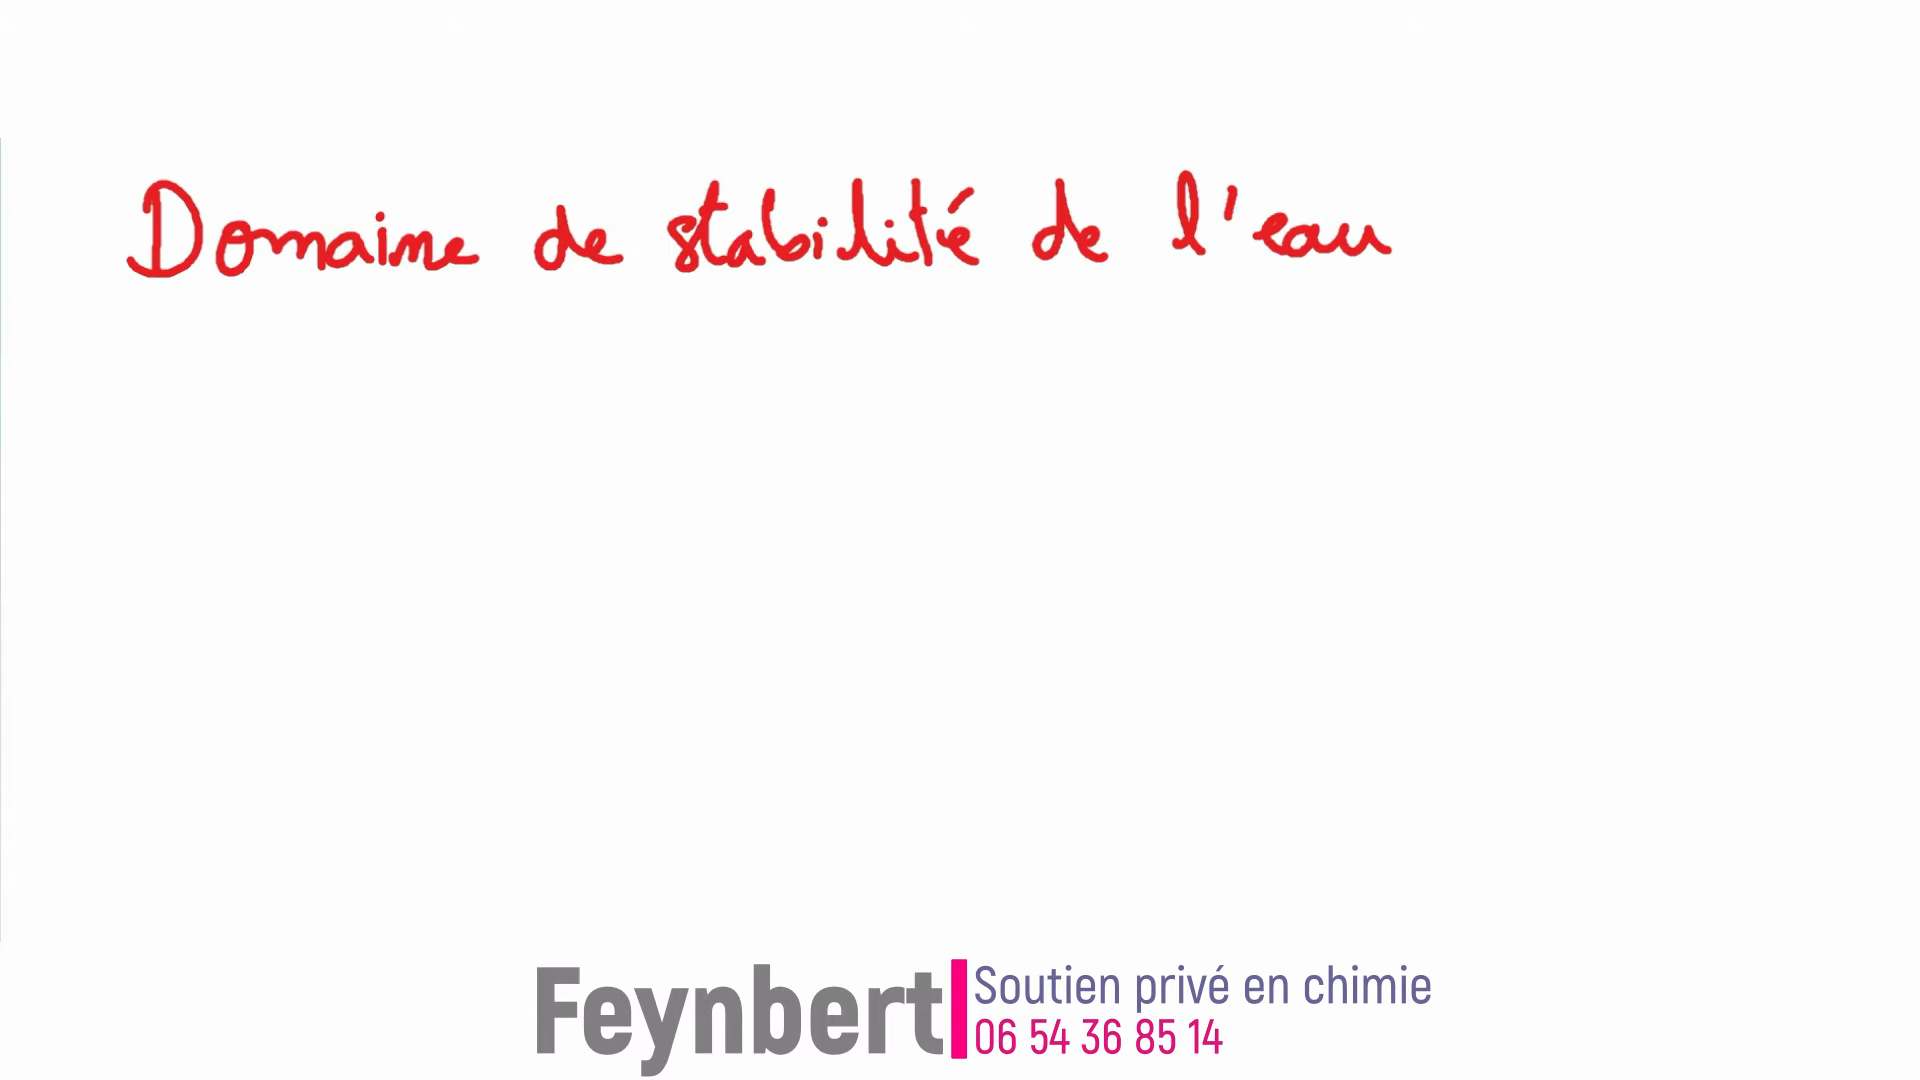 Domaine de stabilité de l'eau
Feynbert
Soutien privé en chimie
06 54 36 85 14